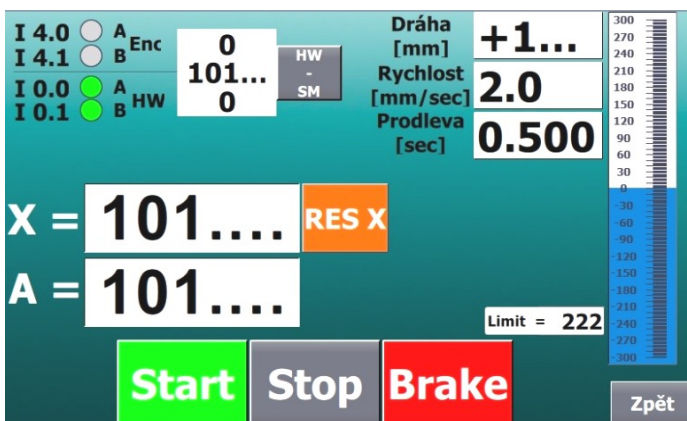 I 4.0 A Enc
I 4.1 B
I 0.0 A HW
I 0.1 B
0
101...
0
HW
-
SM
Dráha
[mm]
+1...
Rychlost
[mm/sec]
2.0
Prodleva
[sec]
0.500
X = 101.... RES X
A = 101....
Limit = 222
300
270
240
210
180
150
120
90
60
30
0
-30
-60
-90
-120
-150
-180
-210
-240
-270
-300
Start Stop Brake
Zpět